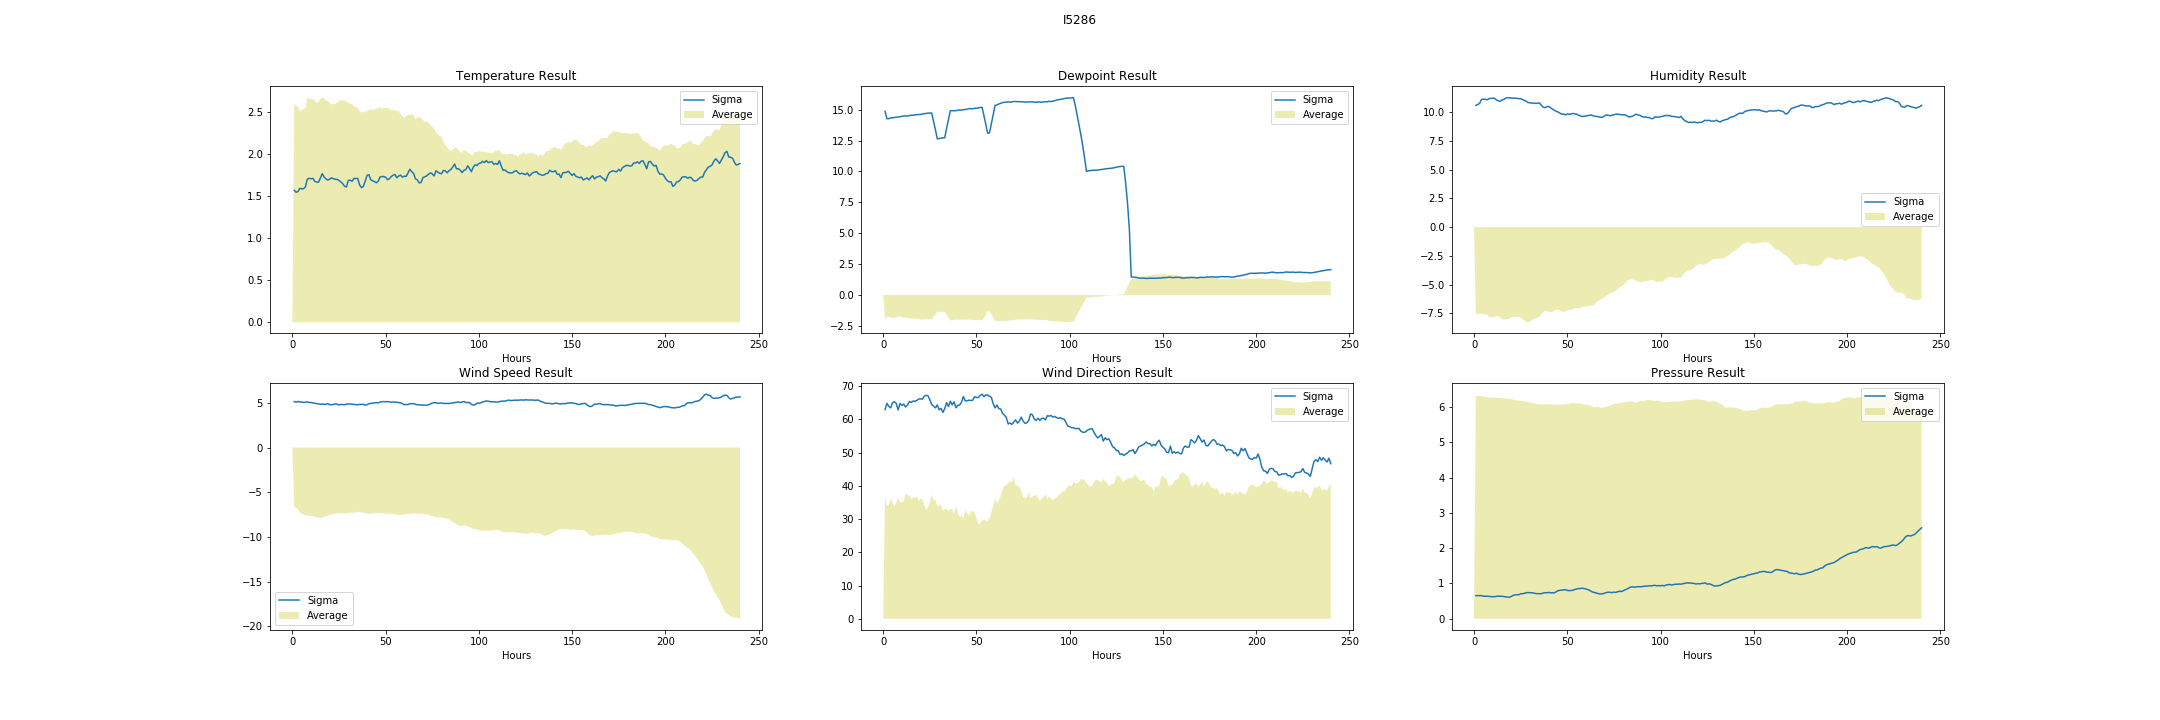 I5286
Temperature Result
2.5
2.0
1.5
1.0
0.5
0.0
Sigma
Average
0 50 100 150 200 250
Hours
Dewpoint Result
15.0
12.5
10.0
7.5
5.0
2.5
0.0
−2.5
Sigma
Average
0 50 100 150 200 250
Hours
Humidity Result
10.0
7.5
5.0
2.5
0.0
−2.5
−5.0
−7.5
Sigma
Average
0 50 100 150 200 250
Hours
Wind Speed Result
5
0
−5
−10
−15
−20
Sigma
Average
0 50 100 150 200 250
Hours
Wind Direction Result
70
60
50
40
30
20
10
0
Sigma
Average
0 50 100 150 200 250
Hours
Pressure Result
6
5
4
3
2
1
0
Sigma
Average
0 50 100 150 200 250
Hours